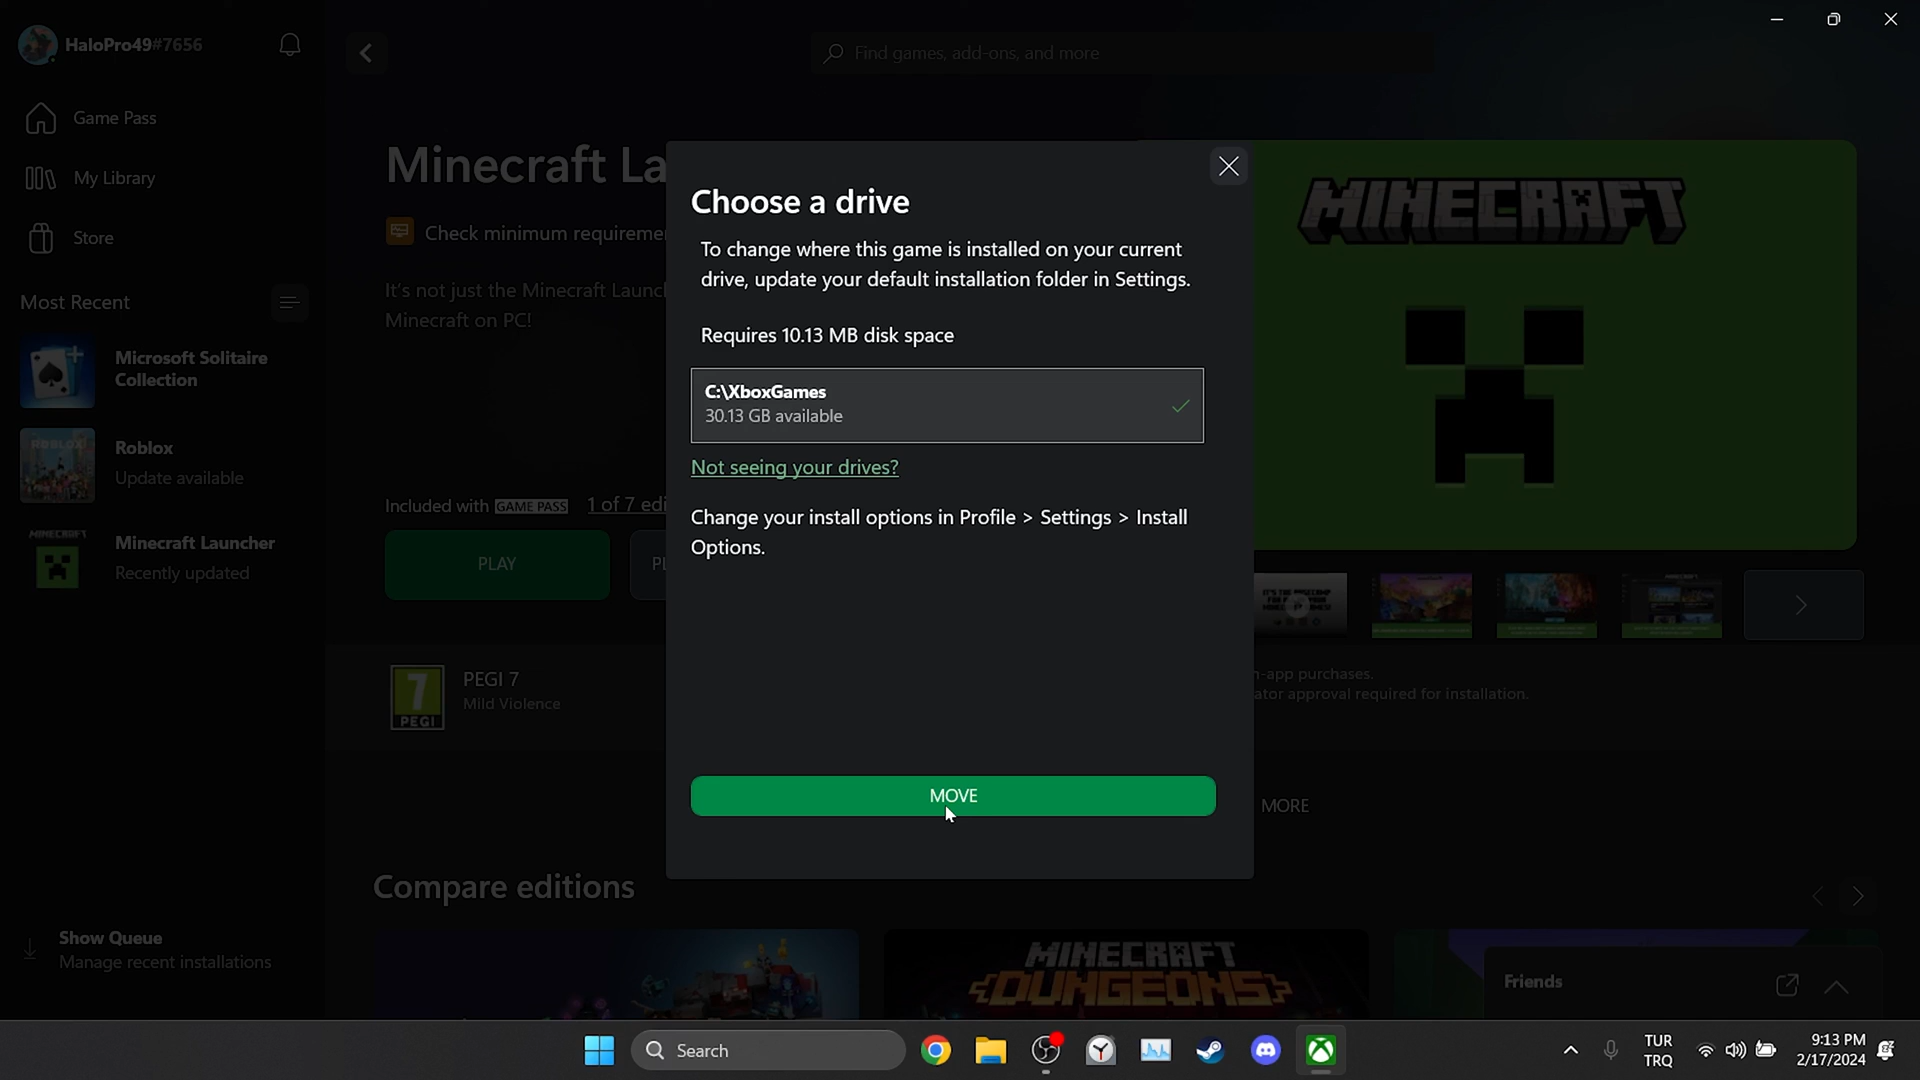 HaloPro49#7656
Find games, add-ons, and more
Game Pass
My Library
Store
Most Recent
Microsoft Solitaire
Collection
Roblox
Update available
Minecraft Launcher
Recently updated
Show Queue
Manage recent installations
Minecraft La
Check minimum requireme
It's not just the Minecraft Launc
Minecraft on PC!
Included with GAME PASS 1 of 7 edi
PLAY
PL
7
PEGI
PEGI 7
Mild Violence
Choose a drive
To change where this game is installed on your current
drive, update your default installation folder in Settings.
Requires 10.13 MB disk space
C:\XboxGames
30.13 GB available
Not seeing your drives?
Change your install options in Profile > Settings > Install
Options.
MOVE
MINECRAFT
n-app purchases.
ator approval required for installation.
MORE
Compare editions
MINECRAFT
DUNGEONS
Friends
Search
TUR
TRQ
9:13 PM
2/17/2024